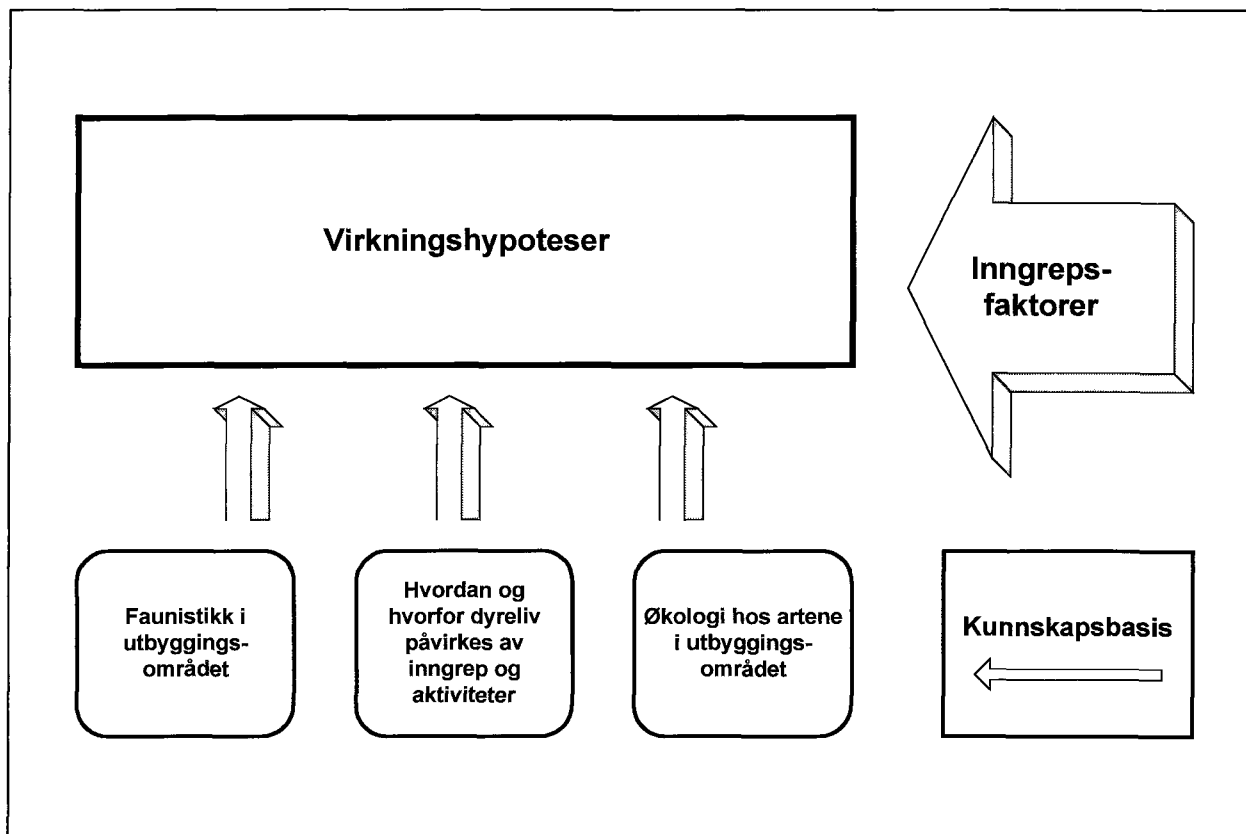 Virkningshypoteser
Inngreps-
faktorer
Faunistikk i
utbyggings-
området
Hvordan og
hvorfor dyreliv
påvirkes av
inngrep og
aktiviteter
Økologi hos artene
i utbyggings-
området
Kunnskapsbasis